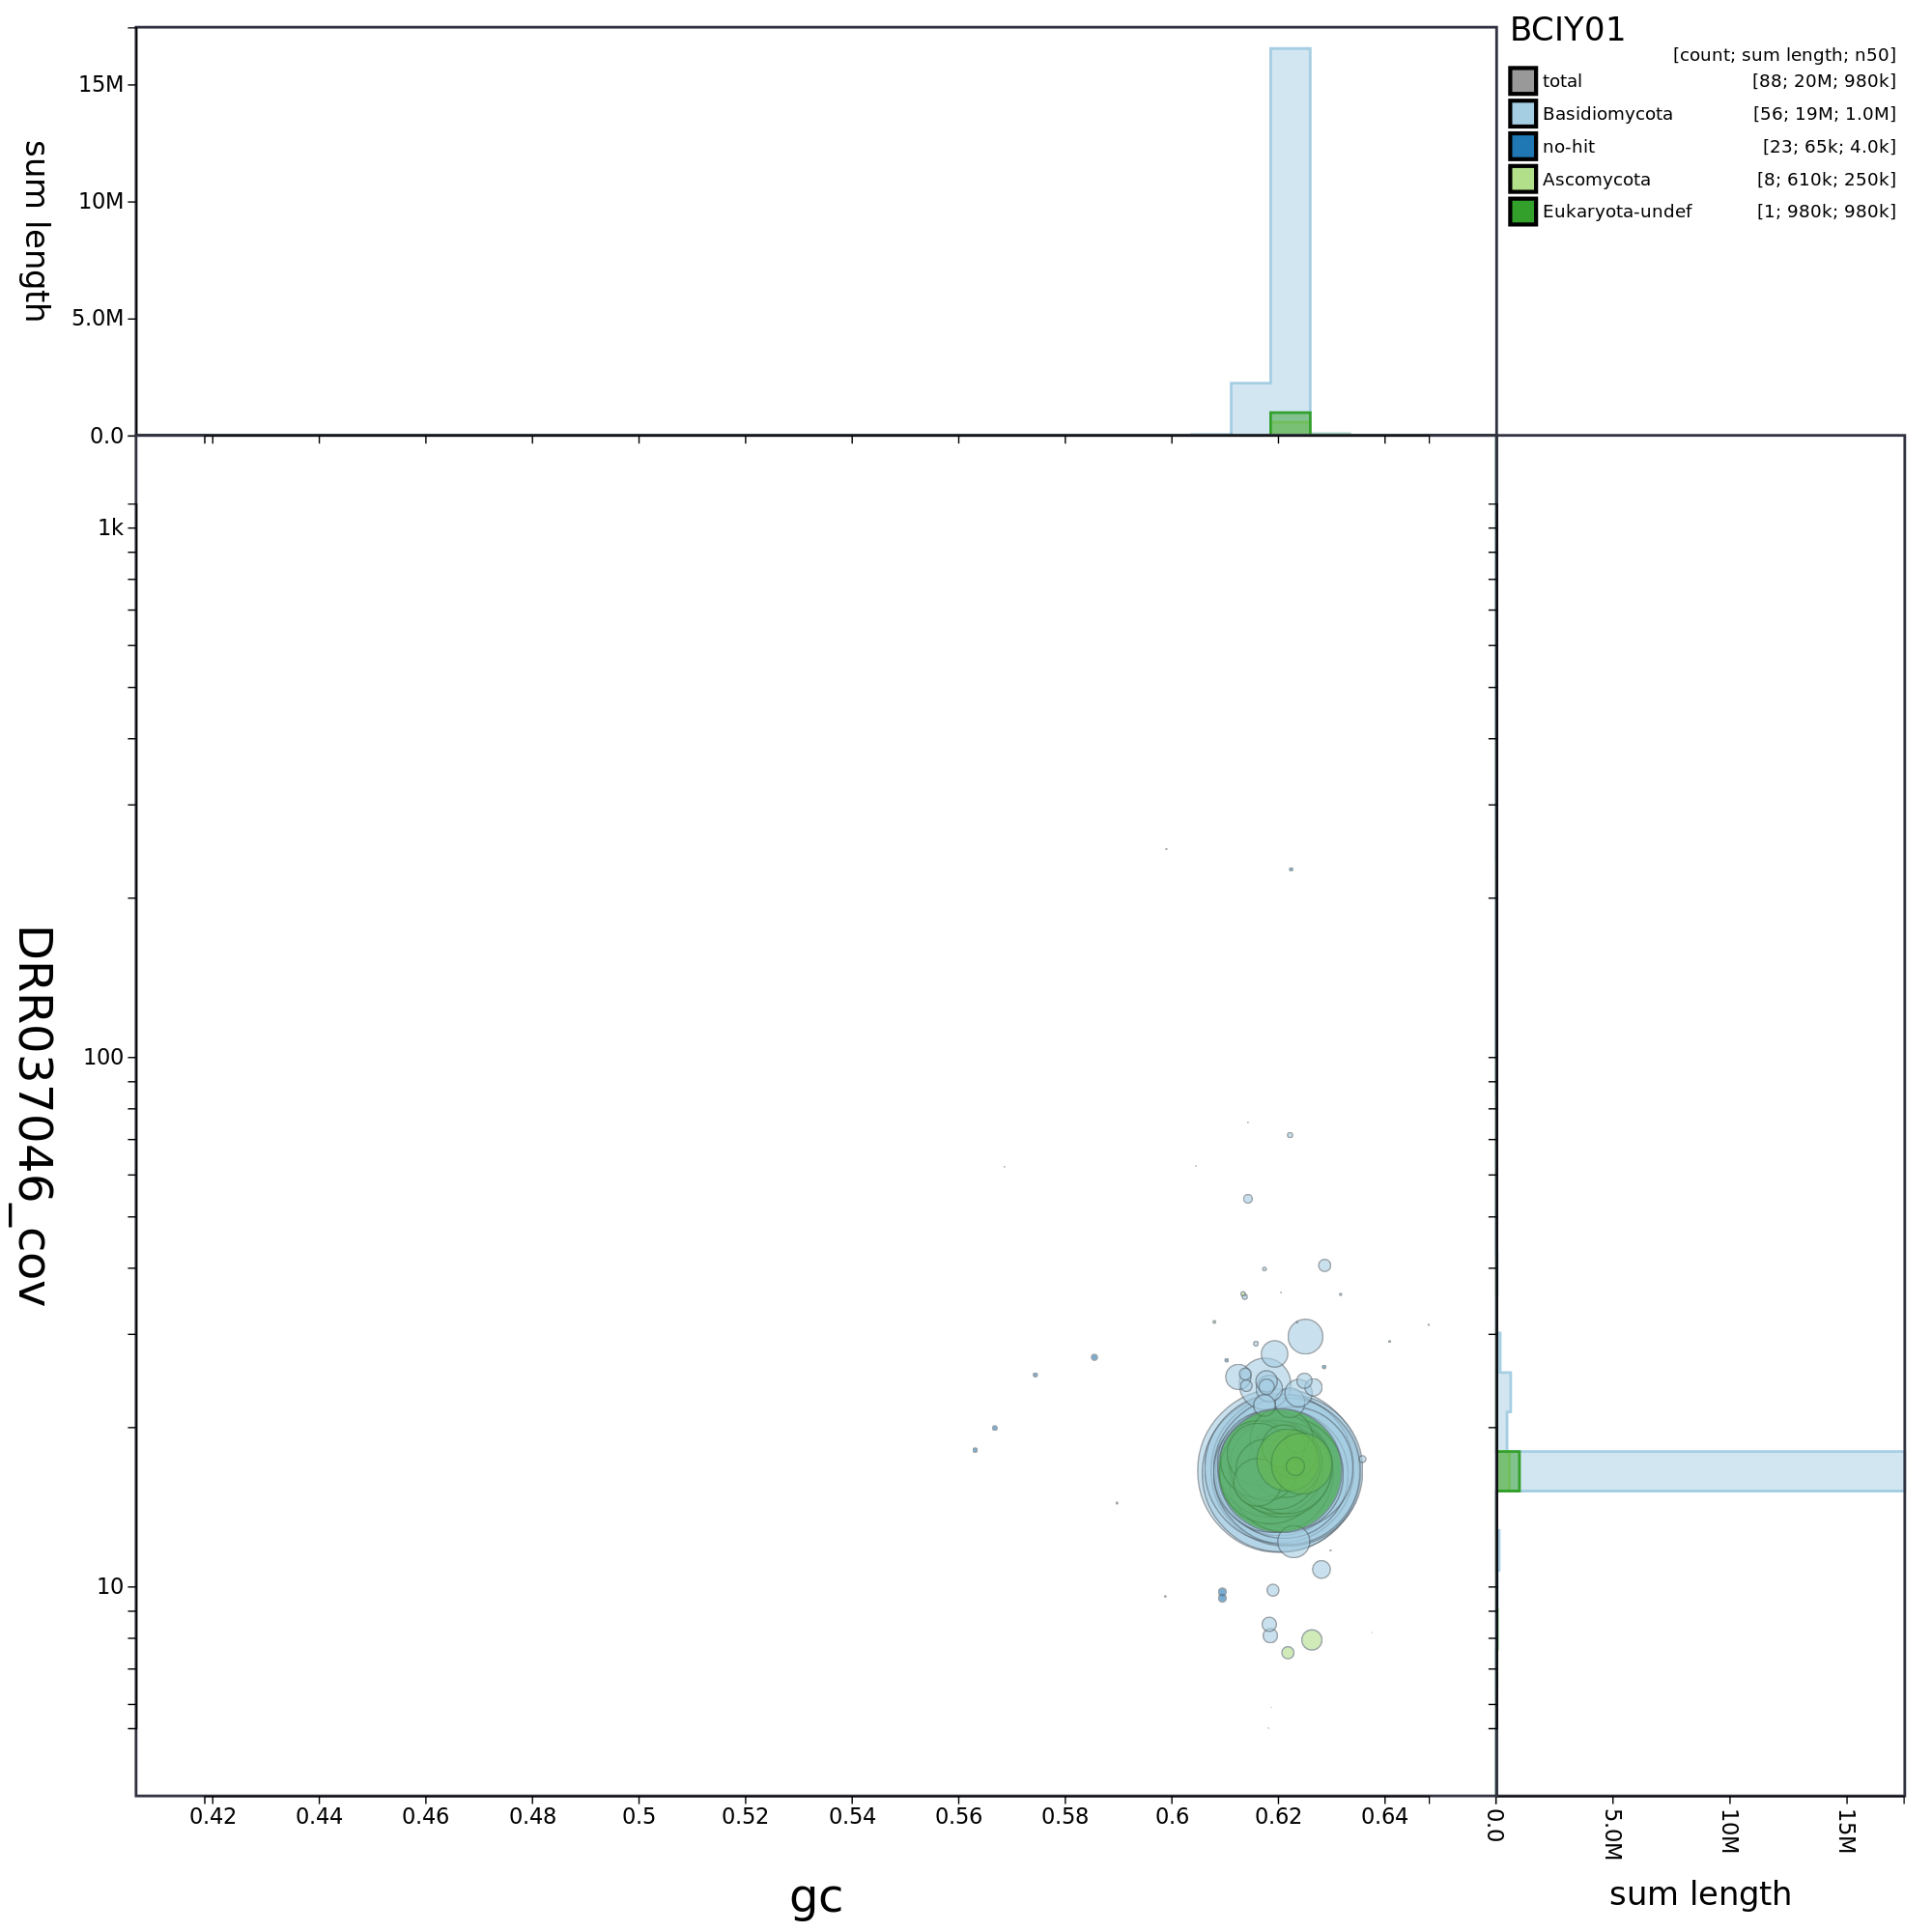 BCIY01
[count; sum length; n50]
total [88; 20M; 980k]
Basidiomycota [56; 19M; 1.0M]
no-hit [23; 65k; 4.0k]
Ascomycota [8; 610k; 250k]
Eukaryota-undef [1; 980k; 980k]
sum length
15M
10M
5.0M
0.0
DRR037046_cov
1k
100
10
0.42 0.44 0.46 0.48 0.5 0.52 0.54 0.56 0.58 0.6 0.62 0.64
gc
0.0 5.0M 10M 15M
sum length